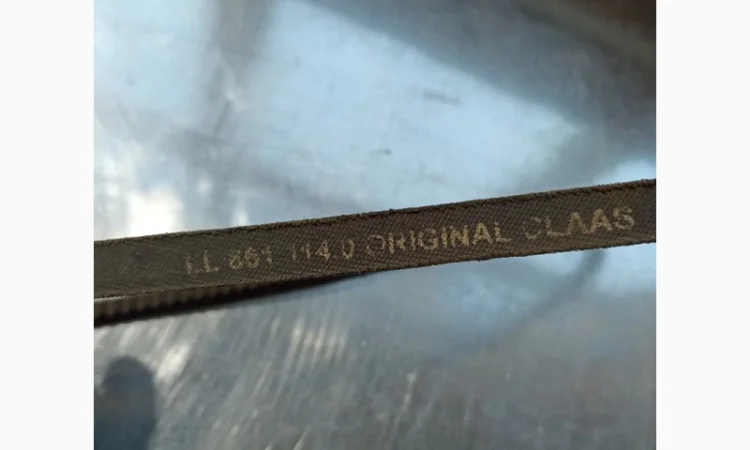 LL 661 114.0 ORIGINAL CLAAS